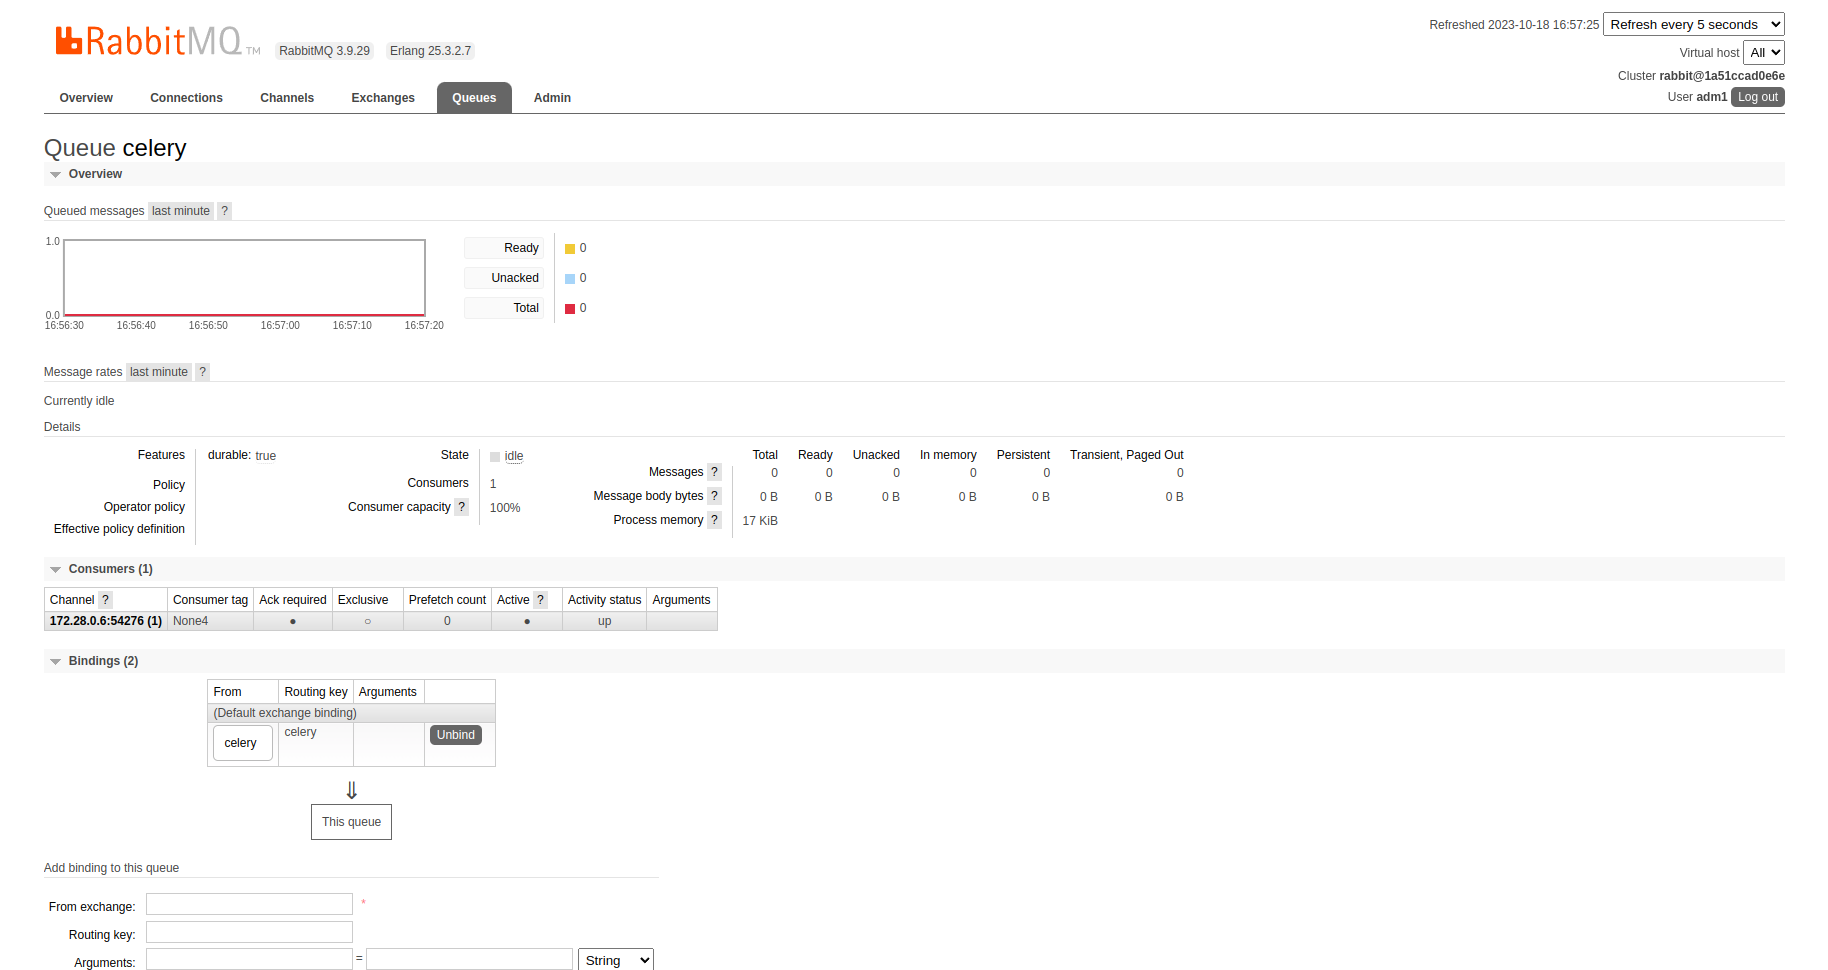 RabbitMQ TM RabbitMQ 3.9.29 Erlang 25.3.2.7
Refreshed 2023-10-18 16:57:25 Refresh every 5 seconds
Virtual host All
Cluster rabbit@1a51ccad0e6e
User adm1 Log out
Overview Connections Channels Exchanges Queues Admin
Queue celery
Overview
Queued messages last minute ?
1.0
0.0
16:56:30 16:56:40 16:56:50 16:57:00 16:57:10 16:57:20
Ready 0
Unacked 0
Total 0
Message rates last minute ?
Currently idle
Details
Features durable: true
Policy
Operator policy
Effective policy definition
State idle
Consumers 1
Consumer capacity ? 100%
Total Ready Unacked In memory Persistent Transient, Paged Out
Messages ? 0 0 0 0 0 0
Message body bytes ? 0 B 0 B 0 B 0 B 0 B 0 B
Process memory ? 17 KiB
Consumers (1)
Channel ? Consumer tag Ack required Exclusive Prefetch count Active ? Activity status Arguments
172.28.0.6:54276 (1) None4 ● ○ 0 ● up
Bindings (2)
From Routing key Arguments
(Default exchange binding)
celery celery Unbind
⇓
This queue
Add binding to this queue
From exchange: *
Routing key:
Arguments: = String